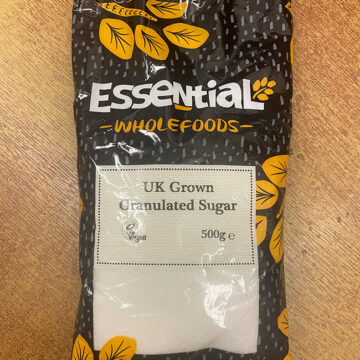 ESSENTIAL
WHOLEFOODS
UK Grown
Granulated Sugar
Vegan
500g e